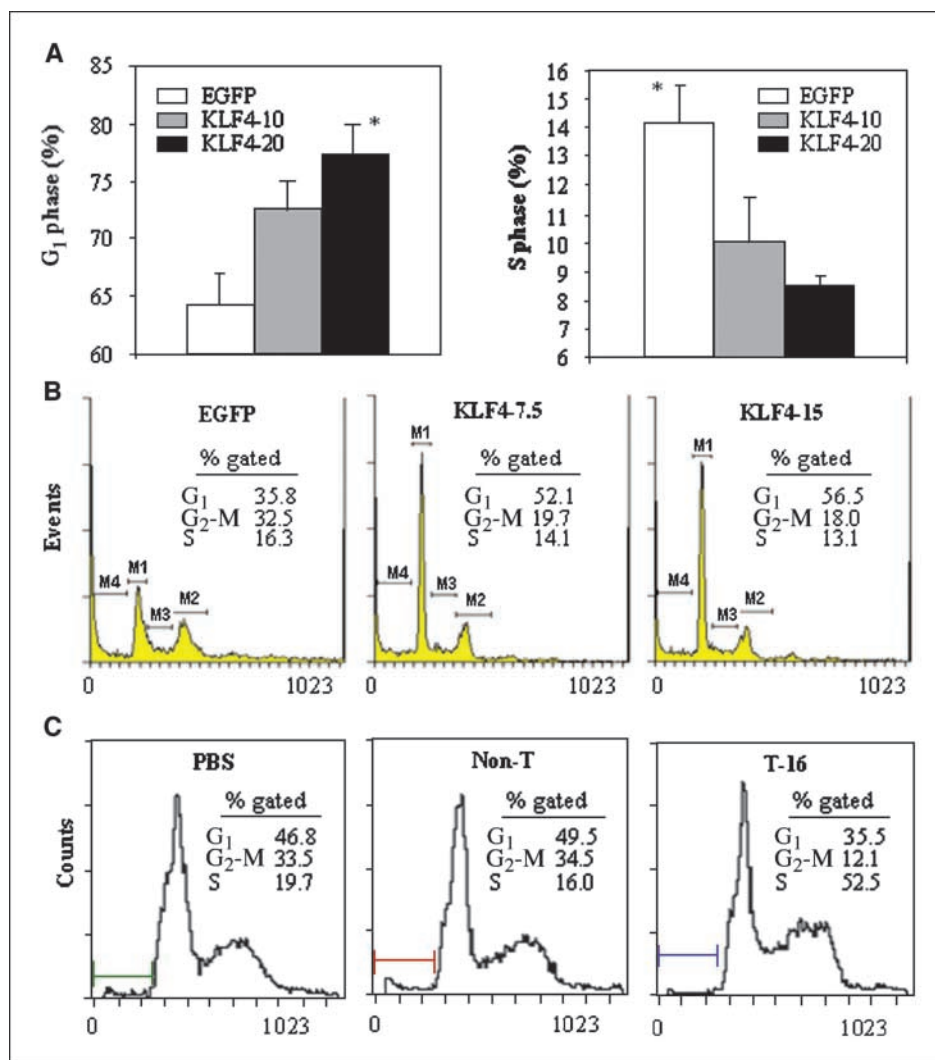 A
85
80
75
70
65
60
G1 phase (%)
EGFP
KLF4-10
KLF4-20
*
16
15
14
13
12
11
10
9
8
7
6
S phase (%)
*
EGFP
KLF4-10
KLF4-20
B
Events
EGFP
% gated
G1 35.8
G2-M 32.5
S 16.3
M4
M1
M3
M2
0 1023
KLF4-7.5
% gated
G1 52.1
G2-M 19.7
S 14.1
M1
M4
M3
M2
0 1023
KLF4-15
% gated
G1 56.5
G2-M 18.0
S 13.1
M1
M4
M3
M2
0 1023
C
Counts
PBS
% gated
G1 46.8
G2-M 33.5
S 19.7
0 1023
Non-T
% gated
G1 49.5
G2-M 34.5
S 16.0
0 1023
T-16
% gated
G1 35.5
G2-M 12.1
S 52.5
0 1023